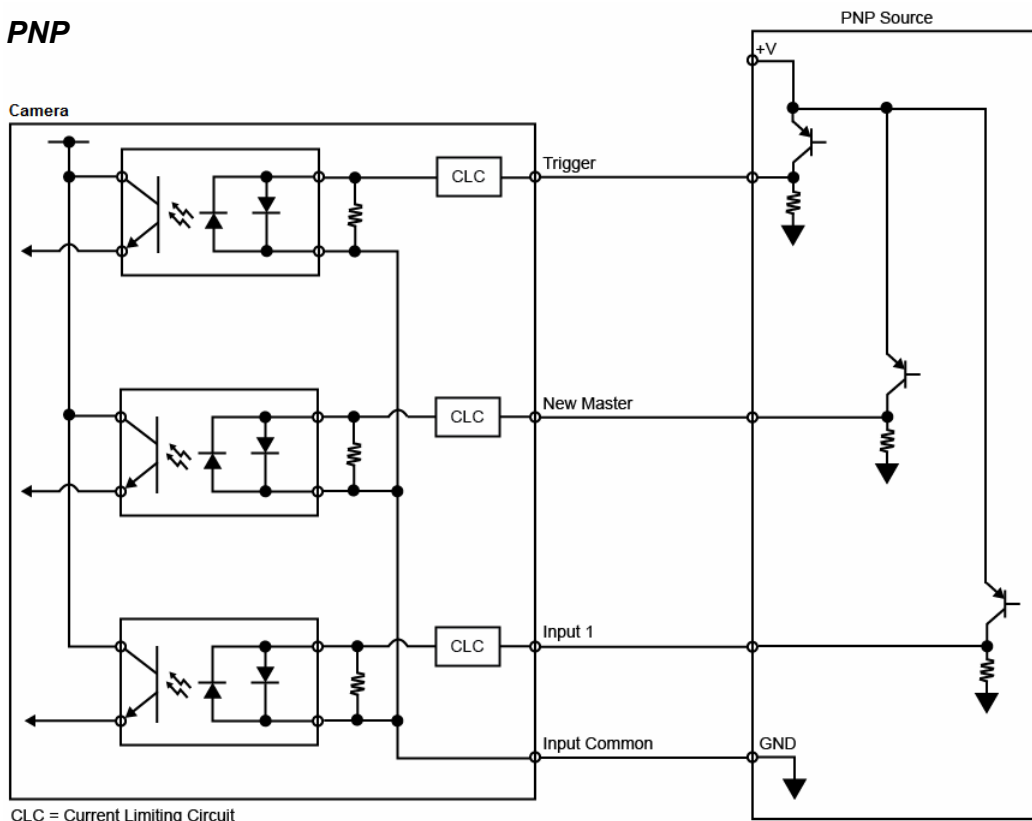 PNP
PNP Source
+V
Camera
CLC
Trigger
CLC
New Master
CLC
Input 1
Input Common
GND
CLC = Current Limiting Circuit